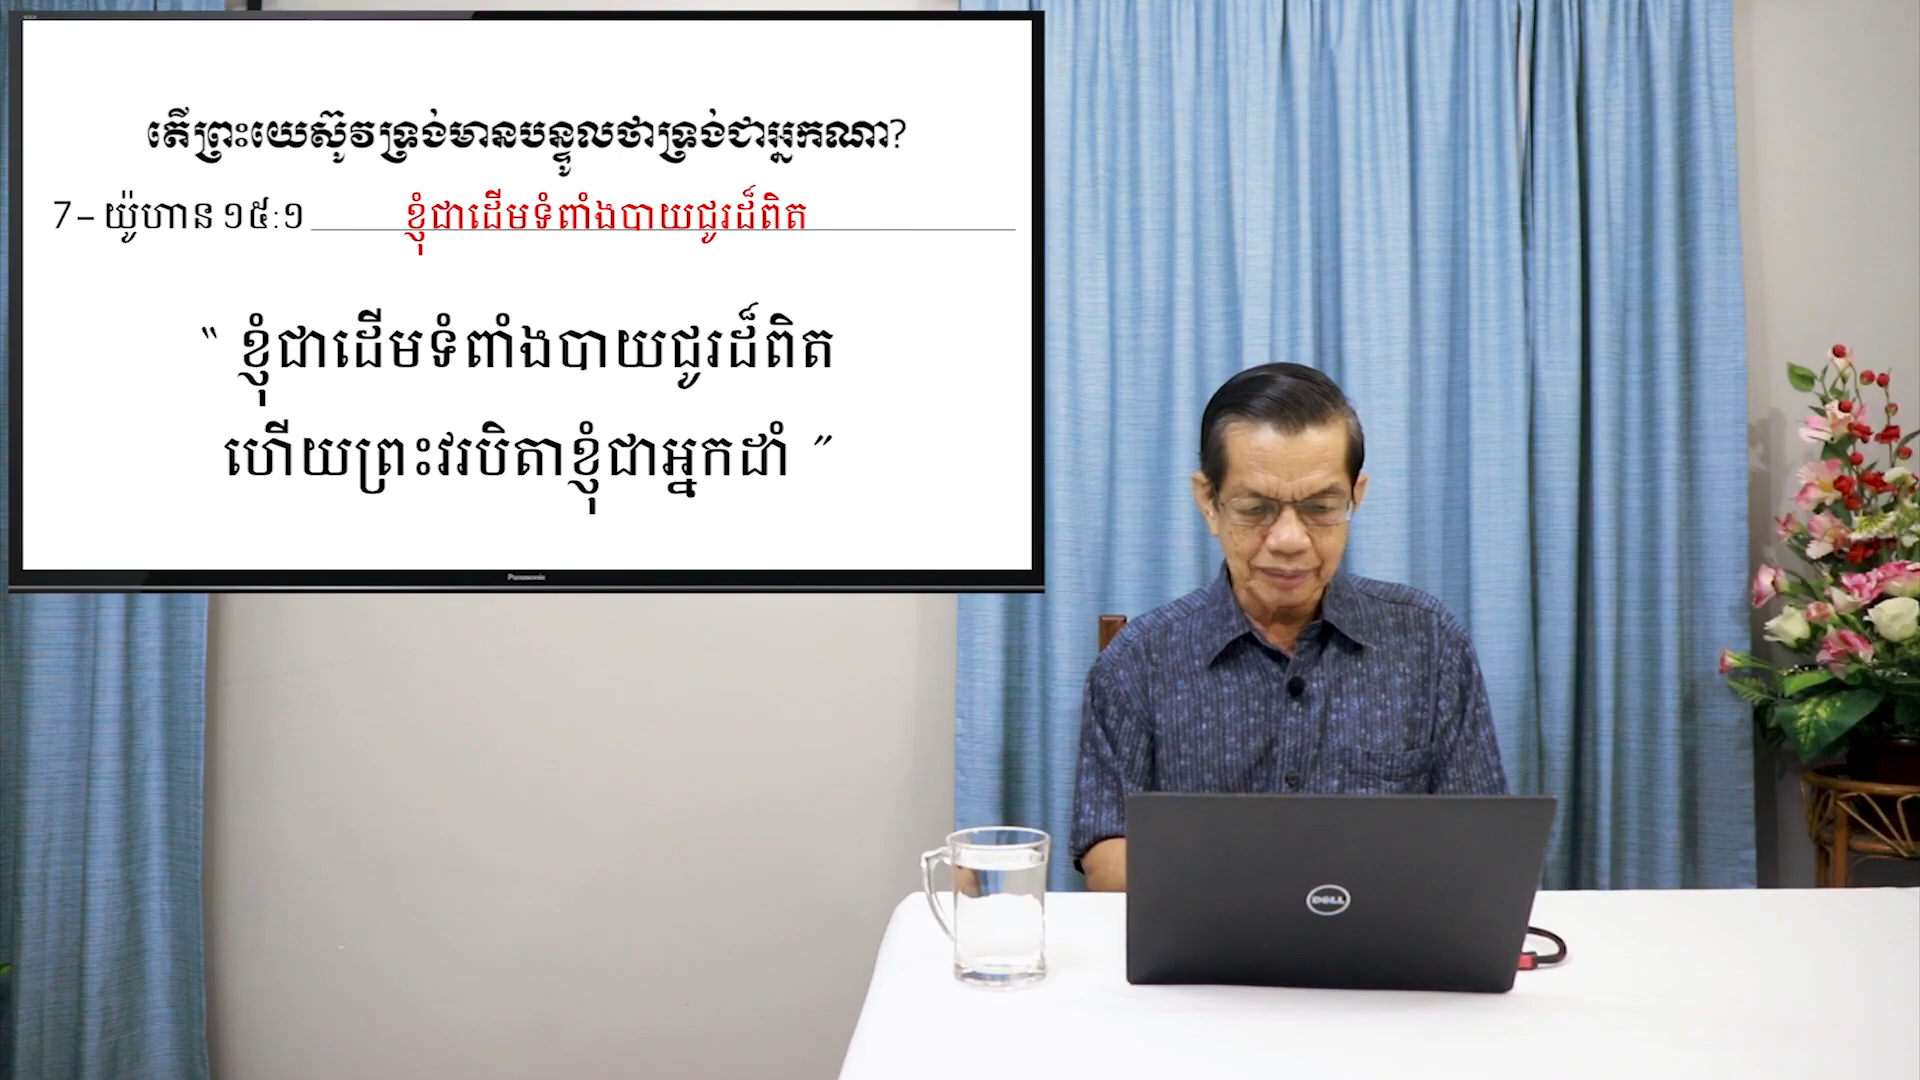 តើព្រះយេស៊ូវទ្រង់មានបន្ទូលថាទ្រង់ជាអ្នកណា?
7– យ៉ូហាន ១៥:១ ខ្ញុំជាដើមទំពាំងបាយជូរដ៏ពិត
“ ខ្ញុំជាដើមទំពាំងបាយជូរដ៏ពិត
ហើយព្រះវរបិតាខ្ញុំជាអ្នកដាំ ”
Panasonic
DELL